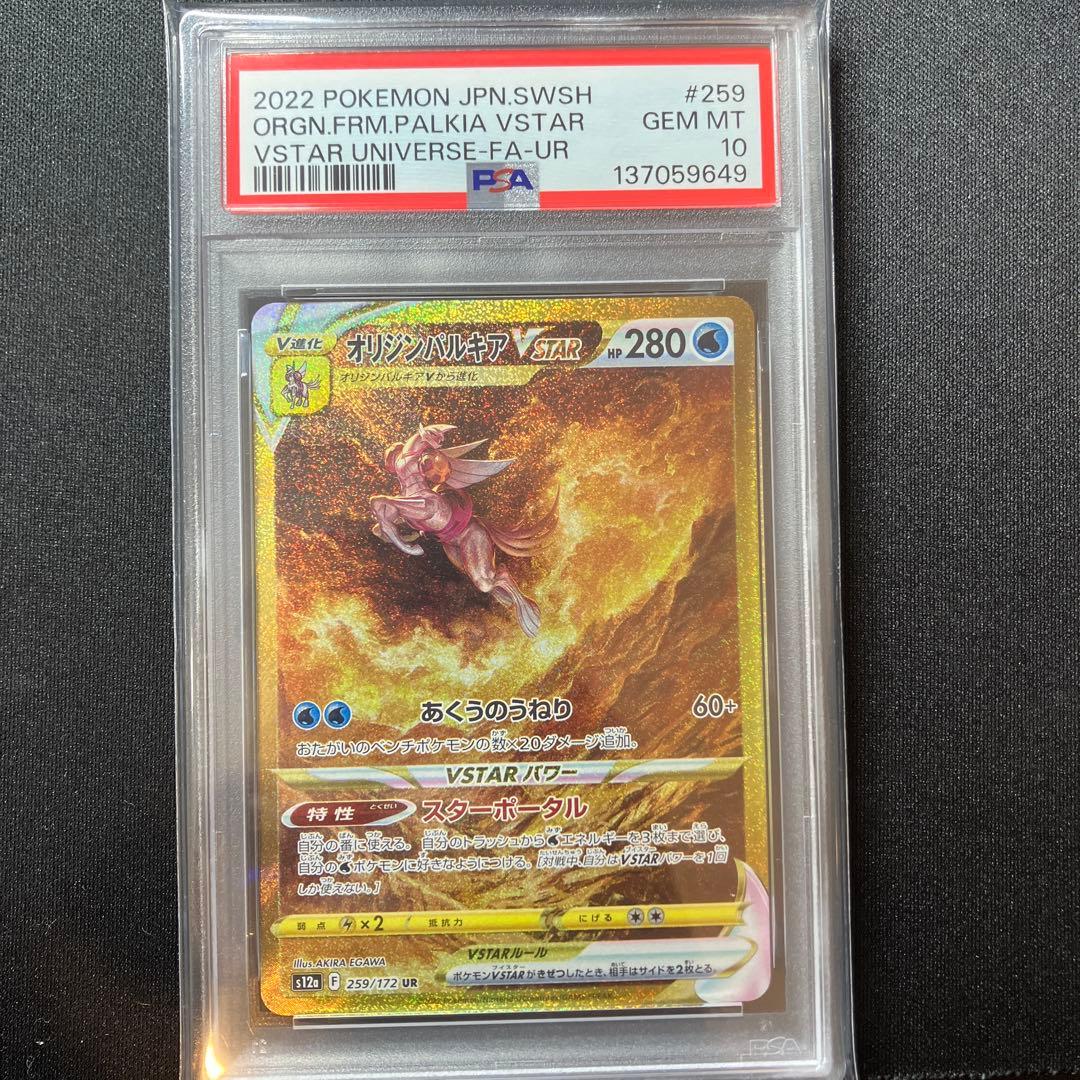 2022 POKEMON JPN.SWSH #259
ORGN.FRM.PALKIA VSTAR GEM MT
VSTAR UNIVERSE-FA-UR 10
PSA 137059649
V進化 オリジンパルキア VSTAR HP 280
オリジンパルキアVから進化
あくうのうねり 60+
おたがいのベンチポケモンの数×20ダメージ追加。
VSTARパワー
特性 スターポータル
自分の番に使える。自分のトラッシュからエネルギーを3枚まで選び、
自分のポケモンに好きなようにつける。[対戦中、自分はVSTARパワーを1回
しか使えない。]
弱点 ×2 抵抗力 にげる
Illus. AKIRA EGAWA
VSTARルール
ポケモンVSTARがきぜつしたとき、相手はサイドを2枚とる。
s12a F 259/172 UR
PSA